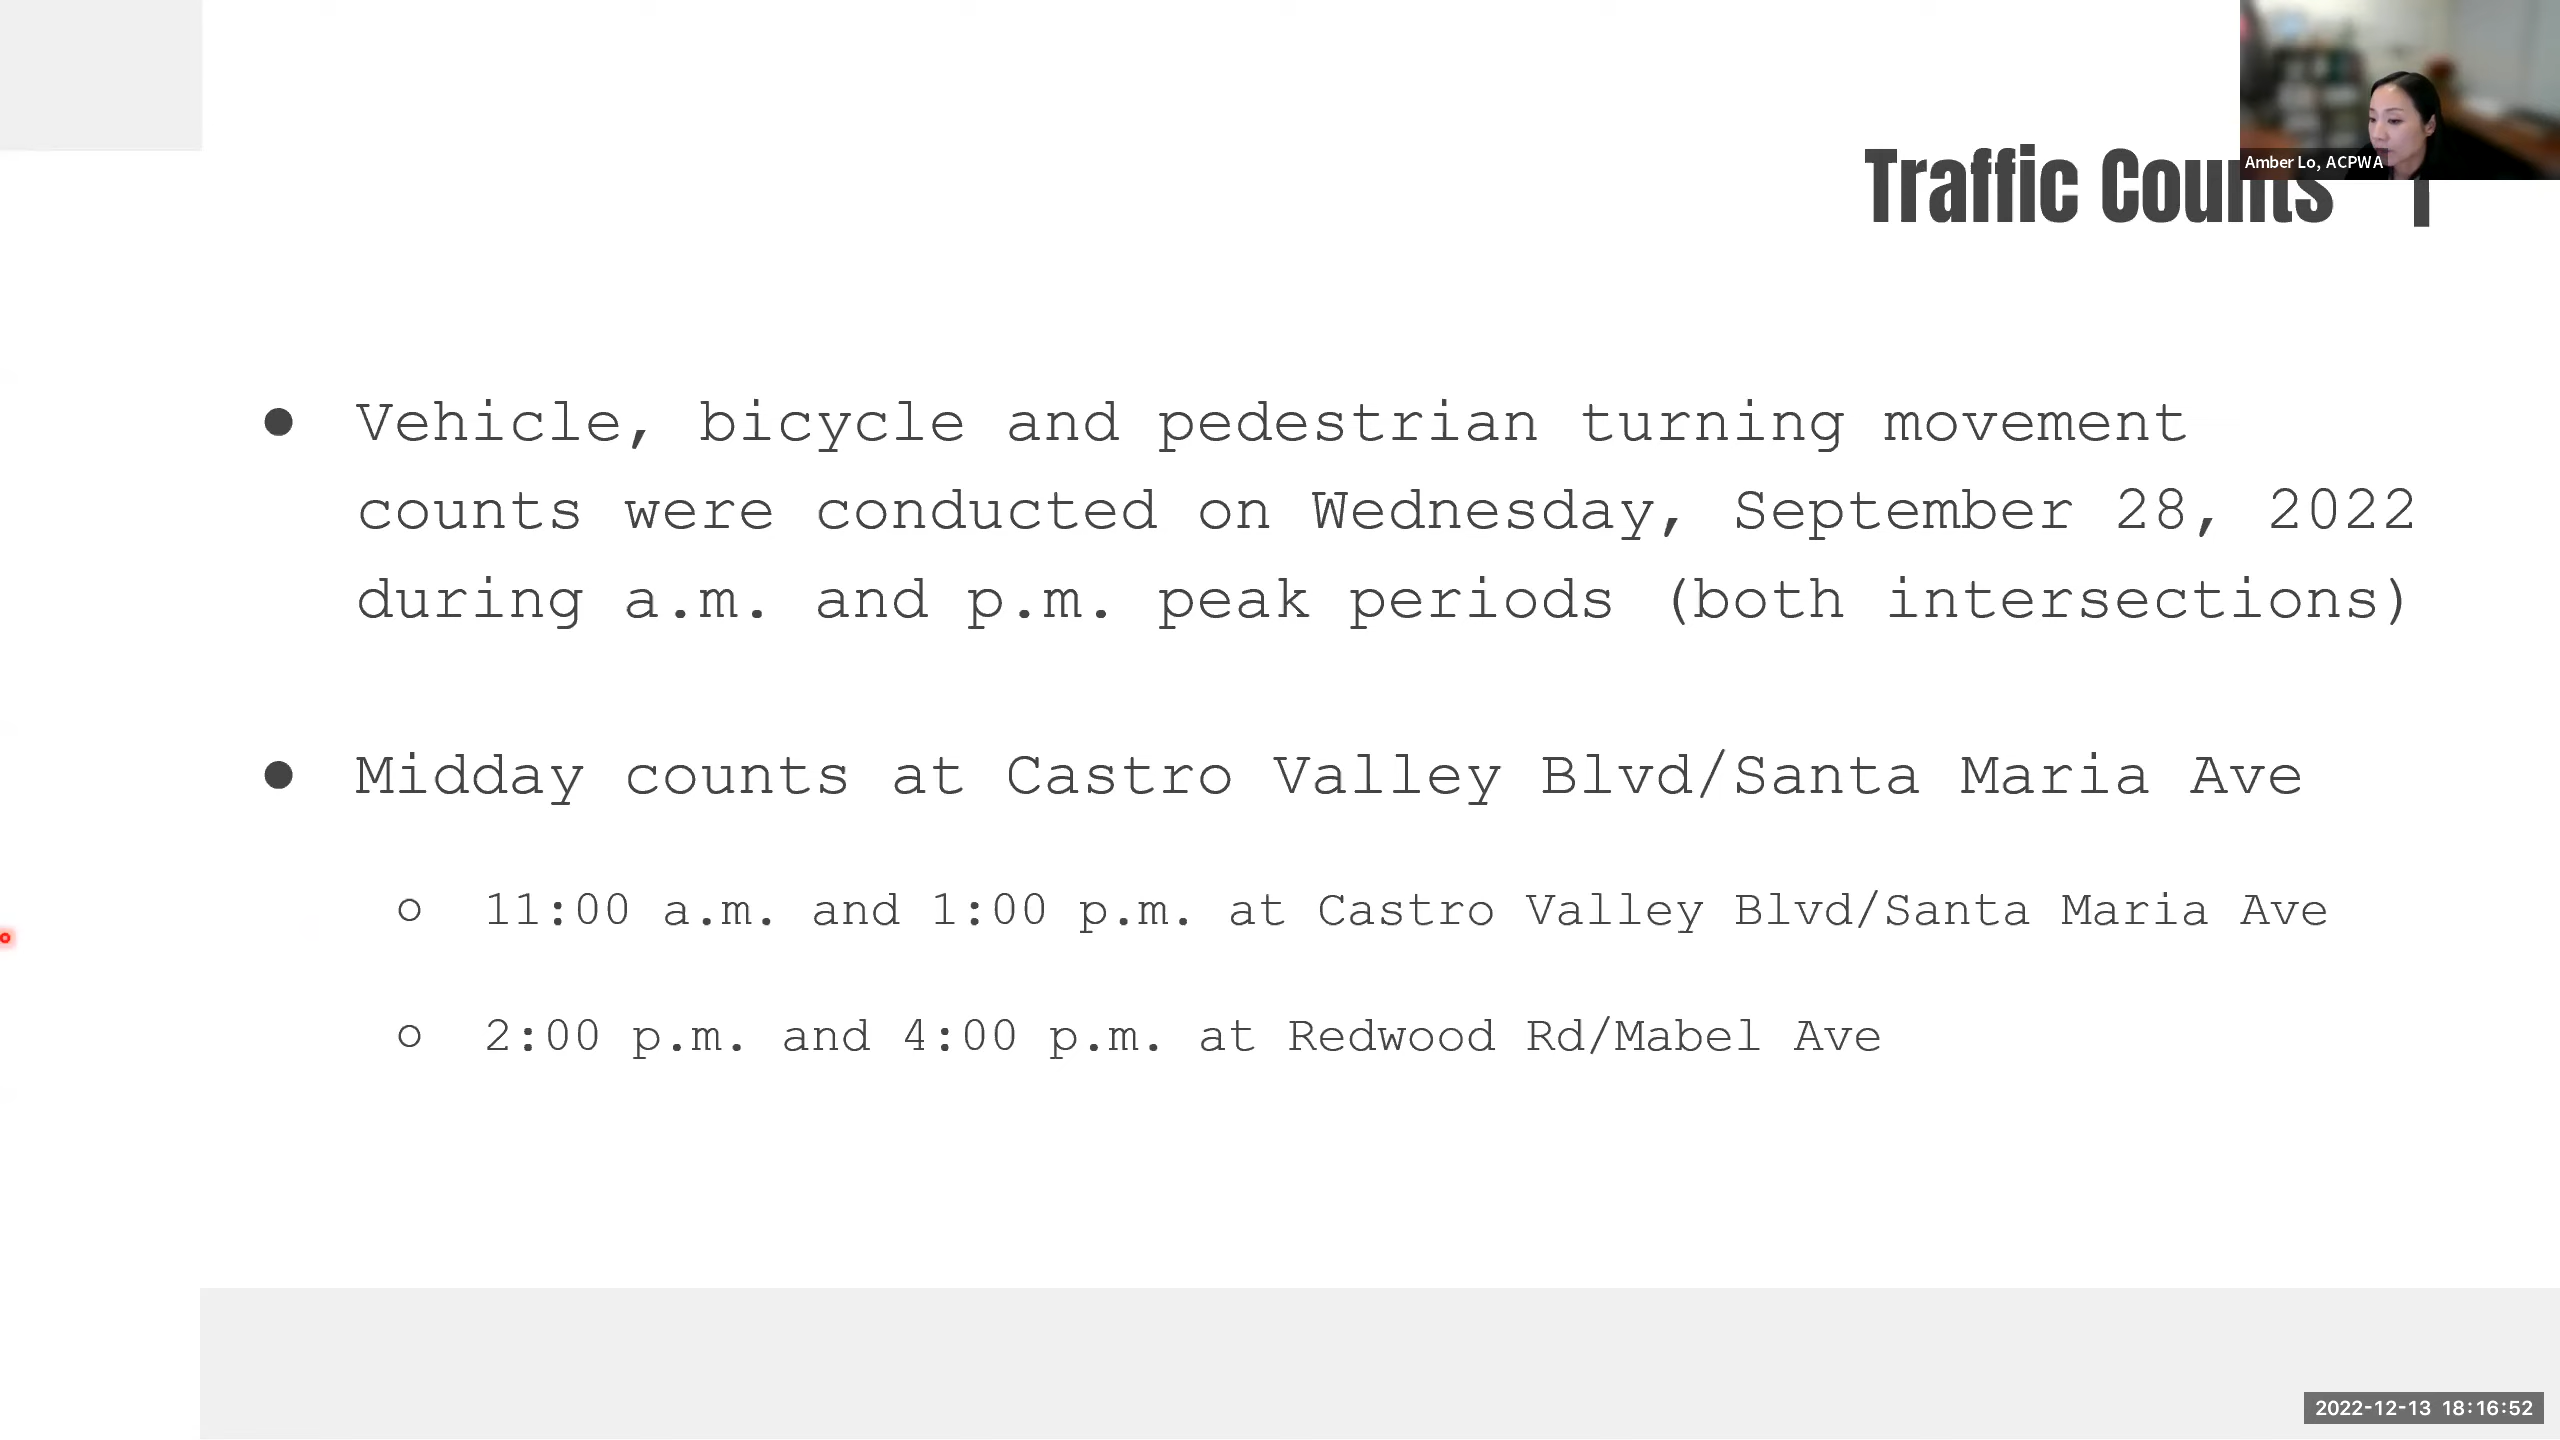 Amber Lo, ACPWA
Traffic Counts
● Vehicle, bicycle and pedestrian turning movement
counts were conducted on Wednesday, September 28, 2022
during a.m. and p.m. peak periods (both intersections)
● Midday counts at Castro Valley Blvd/Santa Maria Ave
○ 11:00 a.m. and 1:00 p.m. at Castro Valley Blvd/Santa Maria Ave
○ 2:00 p.m. and 4:00 p.m. at Redwood Rd/Mabel Ave
2022-12-13 18:16:52